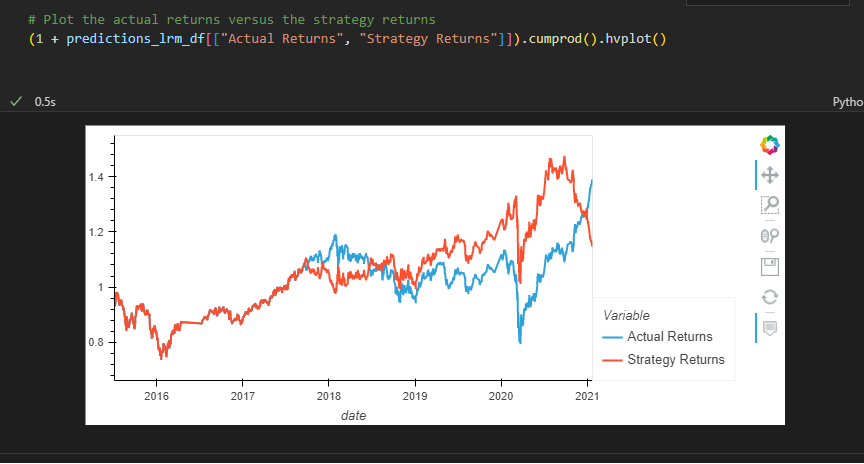 # Plot the actual returns versus the strategy returns
(1 + predictions_lrm_df[["Actual Returns", "Strategy Returns"]]).cumprod().hvplot()
0.5s
Pytho
1.4
1.2
1
0.8
2016 2017 2018 2019 2020 2021
date
Variable
Actual Returns
Strategy Returns